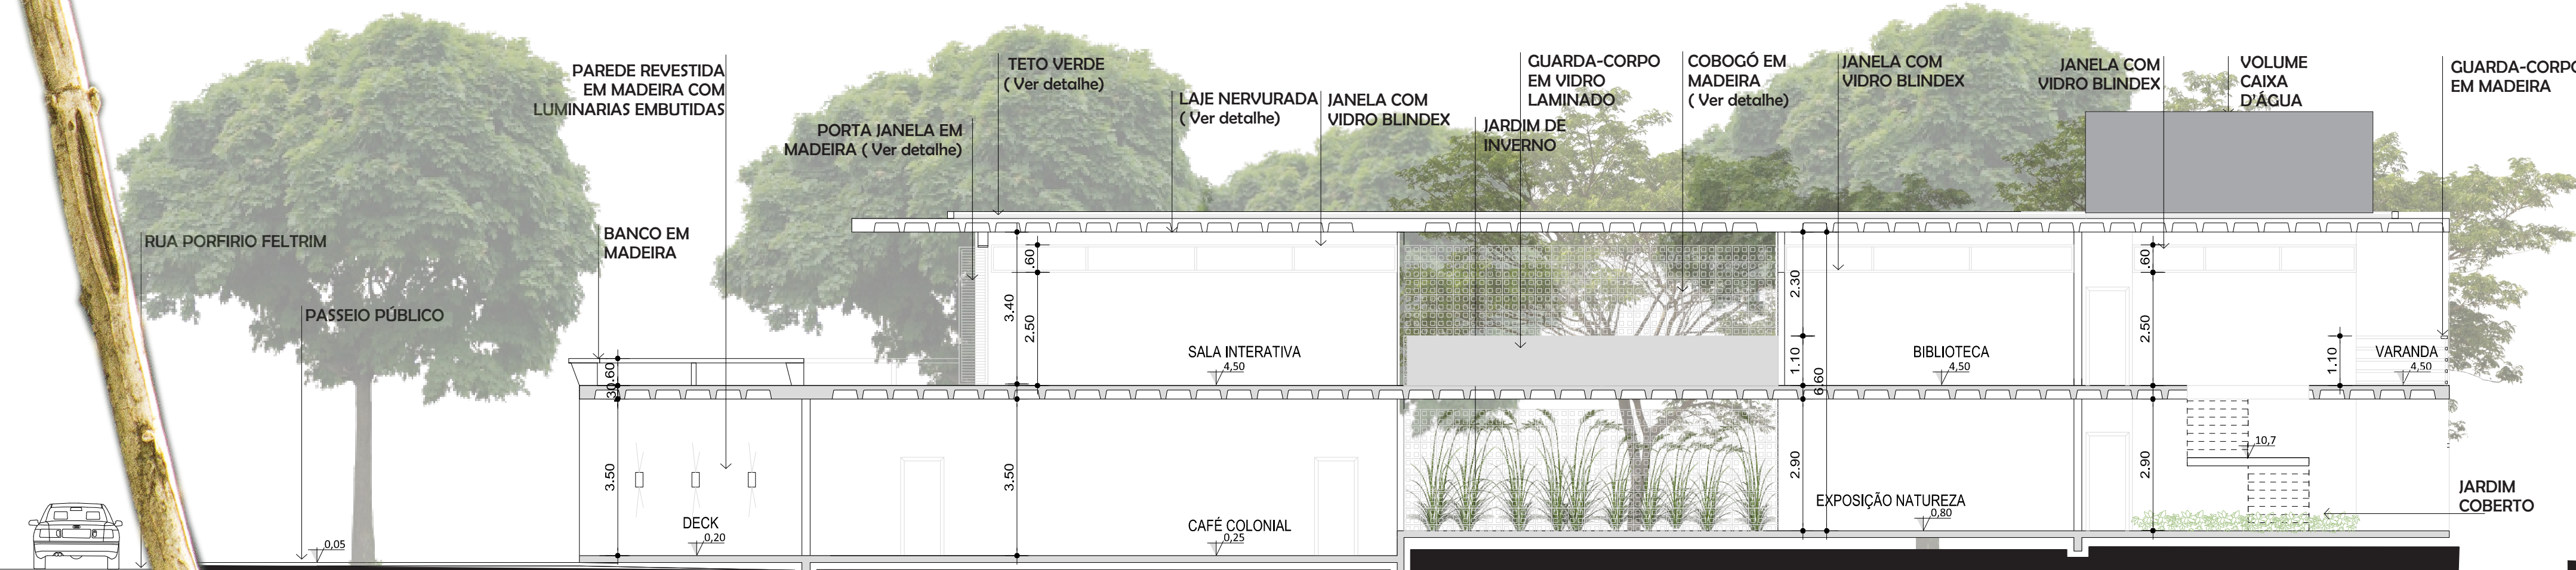 RUA PORFIRIO FELTRIM
PASSEIO PÚBLICO
0,05
PAREDE REVESTIDA
EM MADEIRA COM
LUMINARIAS EMBUTIDAS
BANCO EM
MADEIRA
.60
30
3.50
DECK
0,20
PORTA JANELA EM
MADEIRA ( Ver detalhe)
TETO VERDE
( Ver detalhe)
LAJE NERVURADA
( Ver detalhe)
JANELA COM
VIDRO BLINDEX
.60
3.40
2.50
SALA INTERATIVA
4,50
3.50
CAFÉ COLONIAL
0,25
JARDIM DE
INVERNO
GUARDA-CORPO
EM VIDRO
LAMINADO
COBOGÓ EM
MADEIRA
( Ver detalhe)
JANELA COM
VIDRO BLINDEX
2.30
1.10
6.60
BIBLIOTECA
4,50
2.90
EXPOSIÇÃO NATUREZA
0,80
JANELA COM
VIDRO BLINDEX
VOLUME
CAIXA
D'ÁGUA
.60
2.50
2.90
10,7
1.10
VARANDA
4,50
GUARDA-CORPO
EM MADEIRA
JARDIM
COBERTO